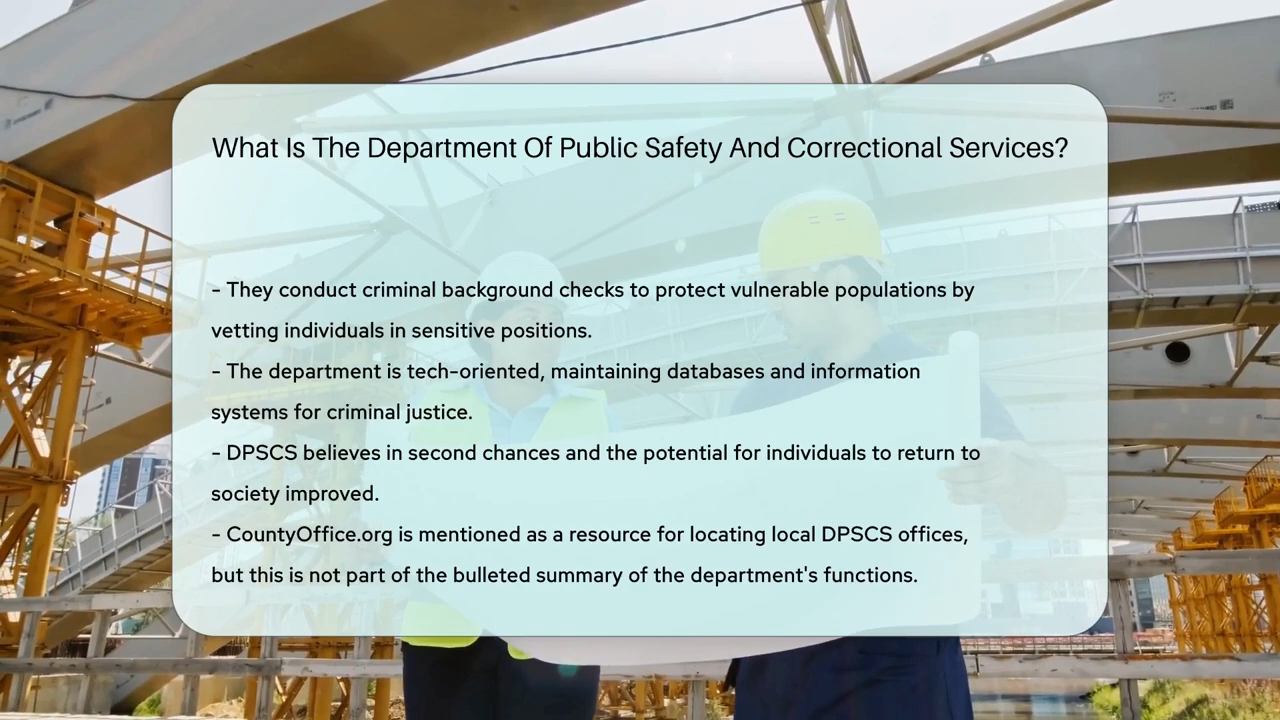 What Is The Department Of Public Safety And Correctional Services?
- They conduct criminal background checks to protect vulnerable populations by
vetting individuals in sensitive positions.
- The department is tech-oriented, maintaining databases and information
systems for criminal justice.
- DPSCS believes in second chances and the potential for individuals to return to
society improved.
- CountyOffice.org is mentioned as a resource for locating local DPSCS offices,
but this is not part of the bulleted summary of the department's functions.